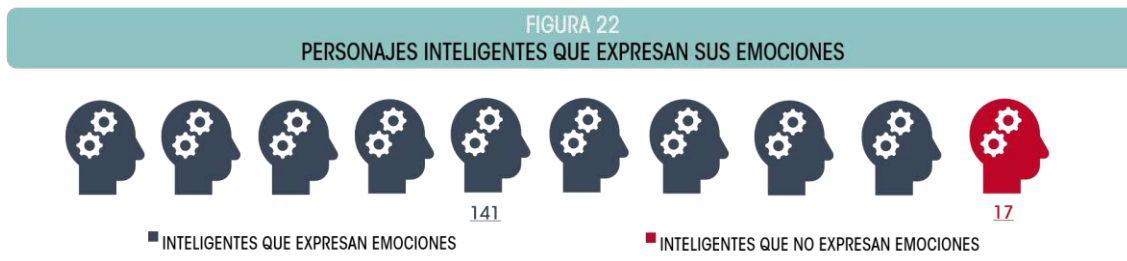 FIGURA 22
PERSONAJES INTELIGENTES QUE EXPRESAN SUS EMOCIONES
141
17
INTELIGENTES QUE EXPRESAN EMOCIONES
INTELIGENTES QUE NO EXPRESAN EMOCIONES